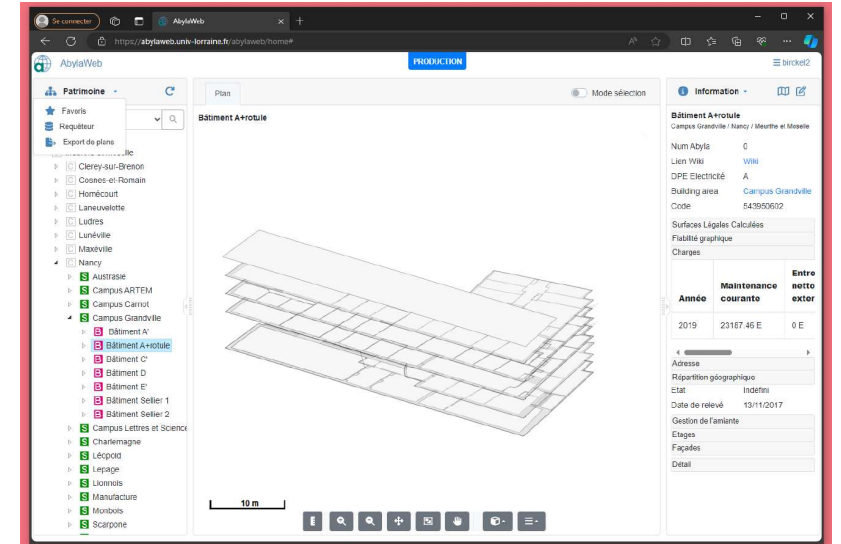 Se connecter
AbylaWeb
https://abylaweb.univ-lorraine.fr/abylaweb/home#
AbylaWeb
PRODUCTION
birckel2
Patrimoine
Favoris
Requêteur
Export de plans
Clerey-sur-Brenon
Cosnes-et-Romain
Homécourt
Laneuvelotte
Ludres
Lunéville
Maxéville
Nancy
Australie
Campus ARTEM
Campus Carnot
Campus Grandville
Bâtiment A'
Bâtiment A+rotule
Bâtiment C'
Bâtiment D
Bâtiment E'
Bâtiment Sellier 1
Bâtiment Sellier 2
Campus Lettres et Science
Charlemagne
Léopold
Lepage
Lionnois
Manufacture
Monbois
Scarpone
Plan
Mode sélection
Bâtiment A+rotule
10 m
Information
Bâtiment A+rotule
Campus Grandville / Nancy / Meurthe et Moselle
Num Abyla 0
Lien Wiki Wiki
DPE Electricité A
Building area Campus Grandville
Code 543950602
Surfaces Légales Calculées
Fiabilité graphique
Charges
Année Maintenance courante Entre netto exter
2019 23187.46 E 0 E
Adresse
Répartition géographique
Etat Indéfini
Date de relevé 13/11/2017
Gestion de l'amiante
Etages
Façades
Détail